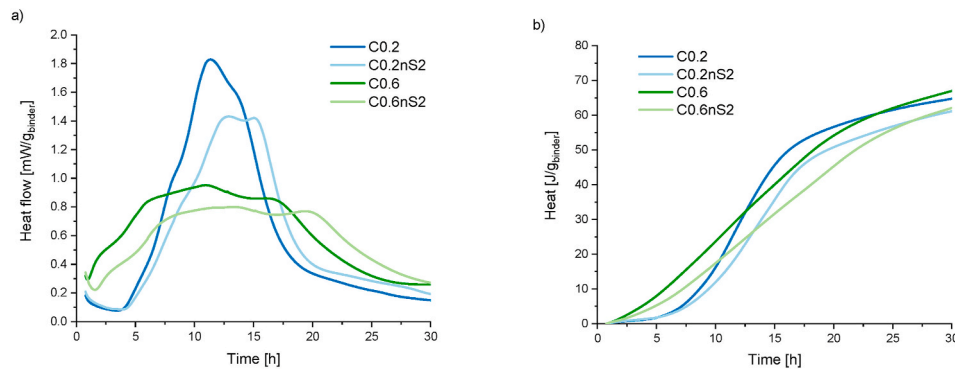 a)
C0.2
C0.2nS2
C0.6
C0.6nS2
Heat flow [mW/g_binder]
2.0
1.8
1.6
1.4
1.2
1.0
0.8
0.6
0.4
0.2
0.0
0 5 10 15 20 25 30
Time [h]
b)
C0.2
C0.2nS2
C0.6
C0.6nS2
Heat [J/g_binder]
80
70
60
50
40
30
20
10
0
0 5 10 15 20 25 30
Time [h]